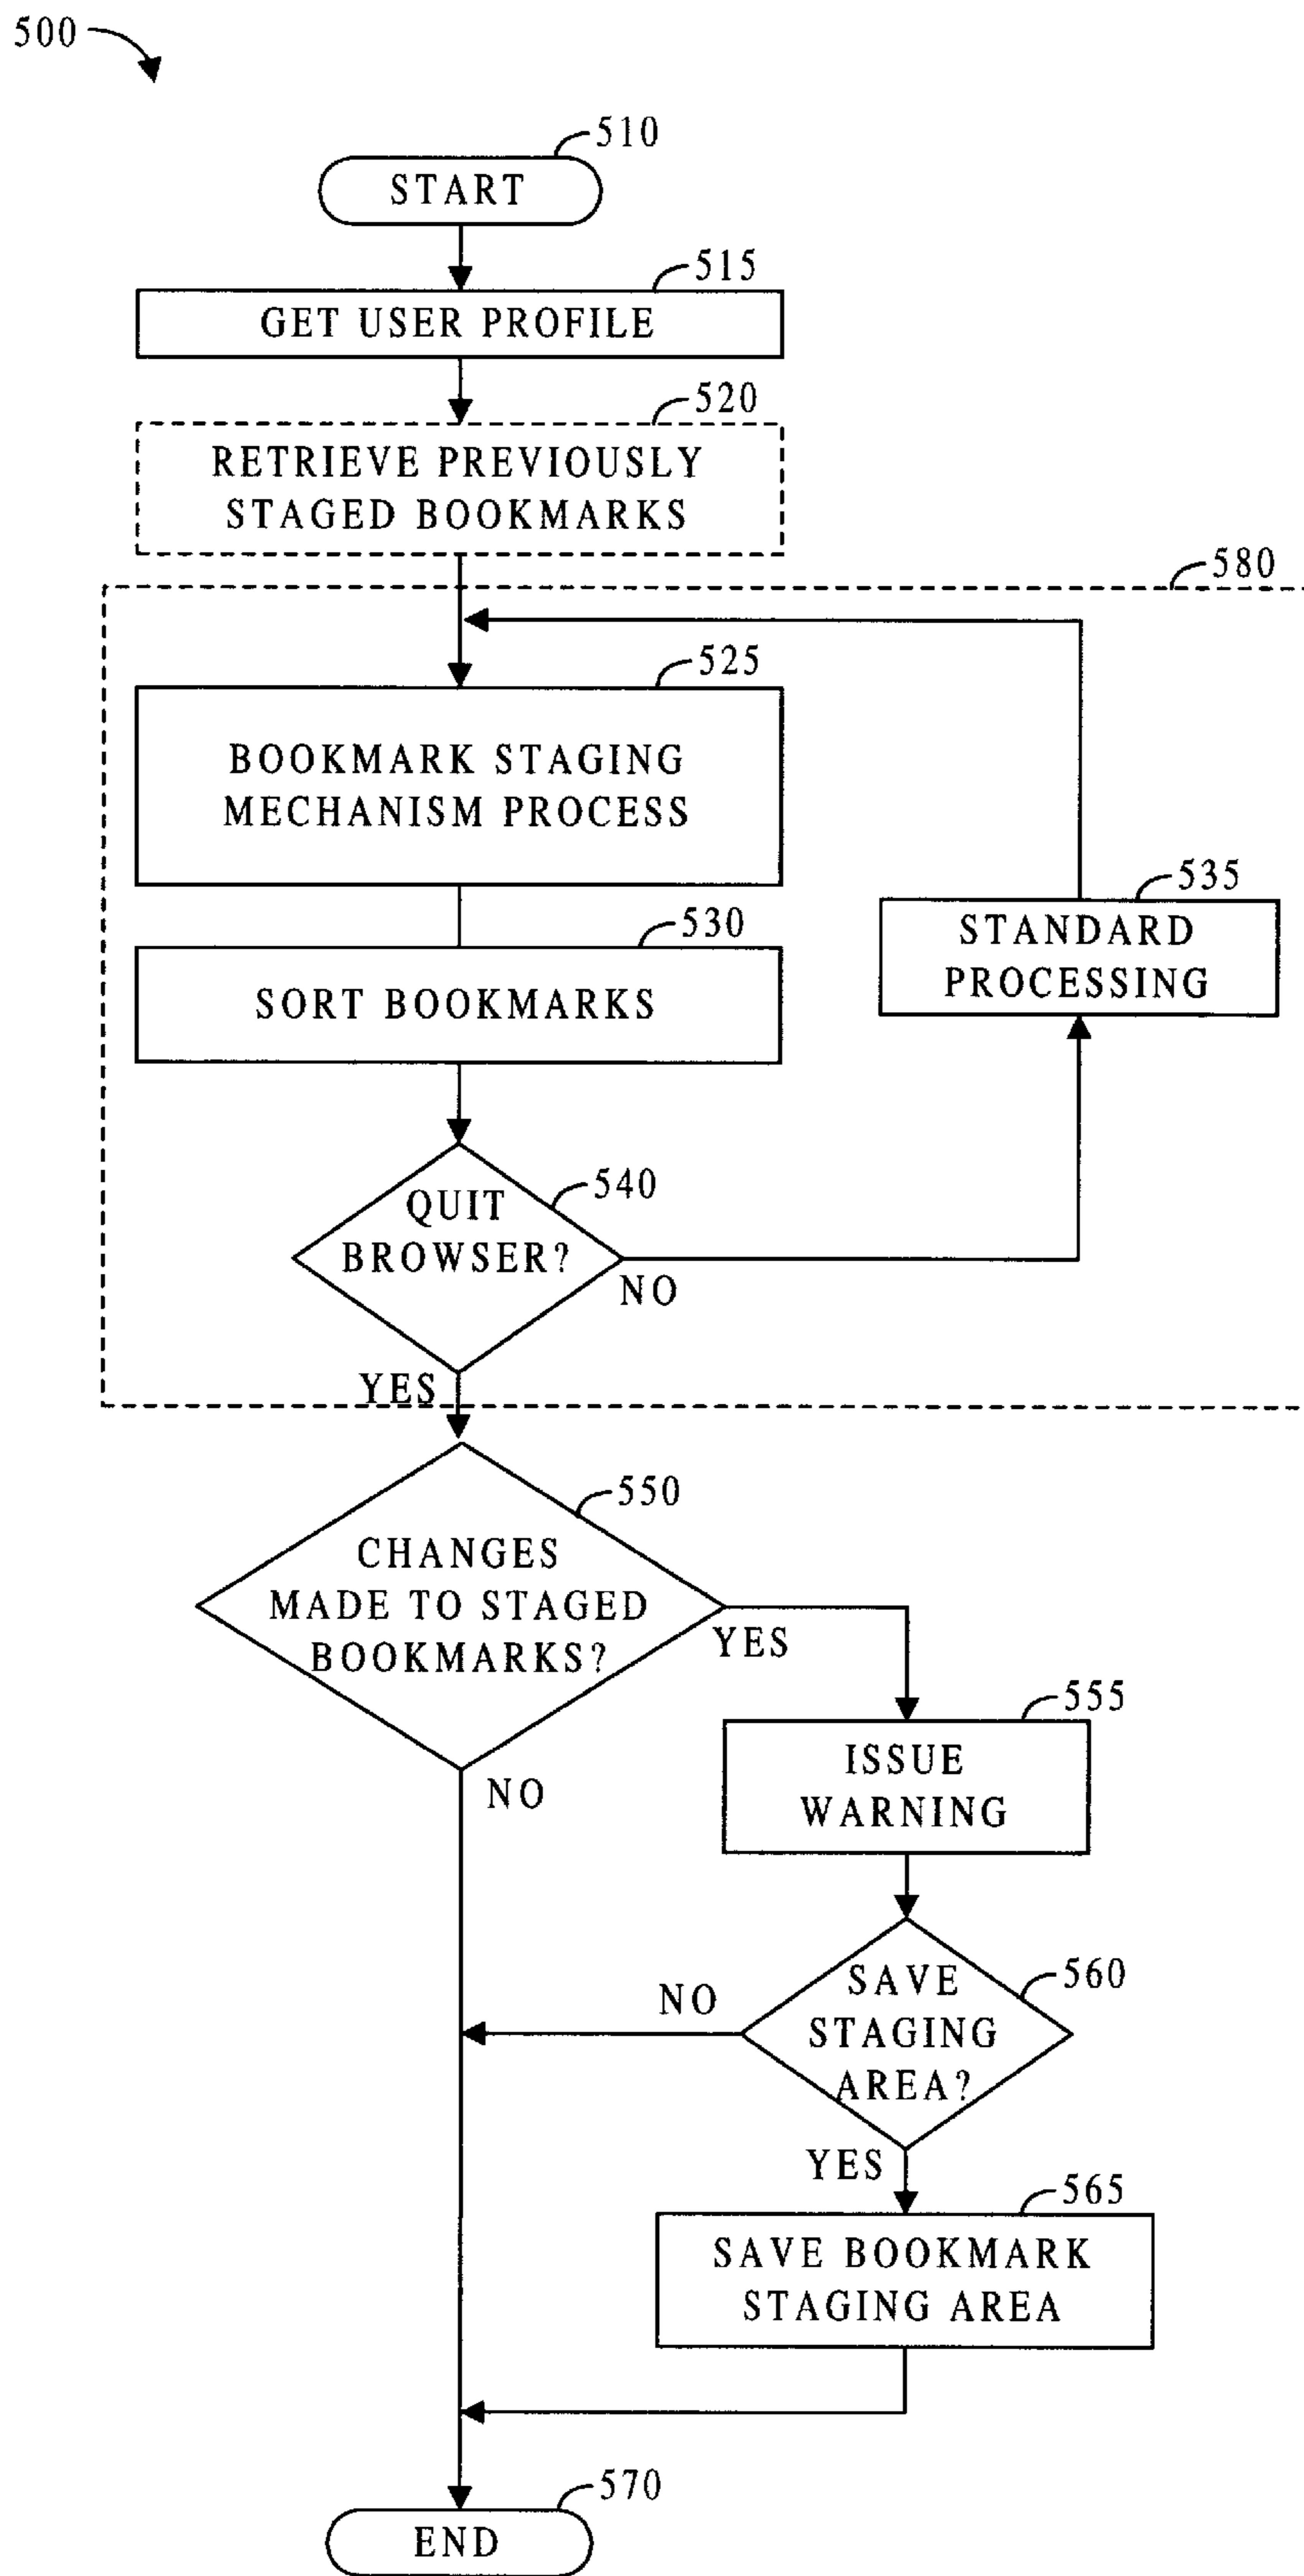 500
510
START
515
GET USER PROFILE
520
RETRIEVE PREVIOUSLY
STAGED BOOKMARKS
580
525
BOOKMARK STAGING
MECHANISM PROCESS
535
STANDARD
PROCESSING
530
SORT BOOKMARKS
540
QUIT
BROWSER?
NO
YES
550
CHANGES
MADE TO STAGED
BOOKMARKS?
YES
NO
555
ISSUE
WARNING
560
SAVE
STAGING
AREA?
NO
YES
565
SAVE BOOKMARK
STAGING AREA
570
END